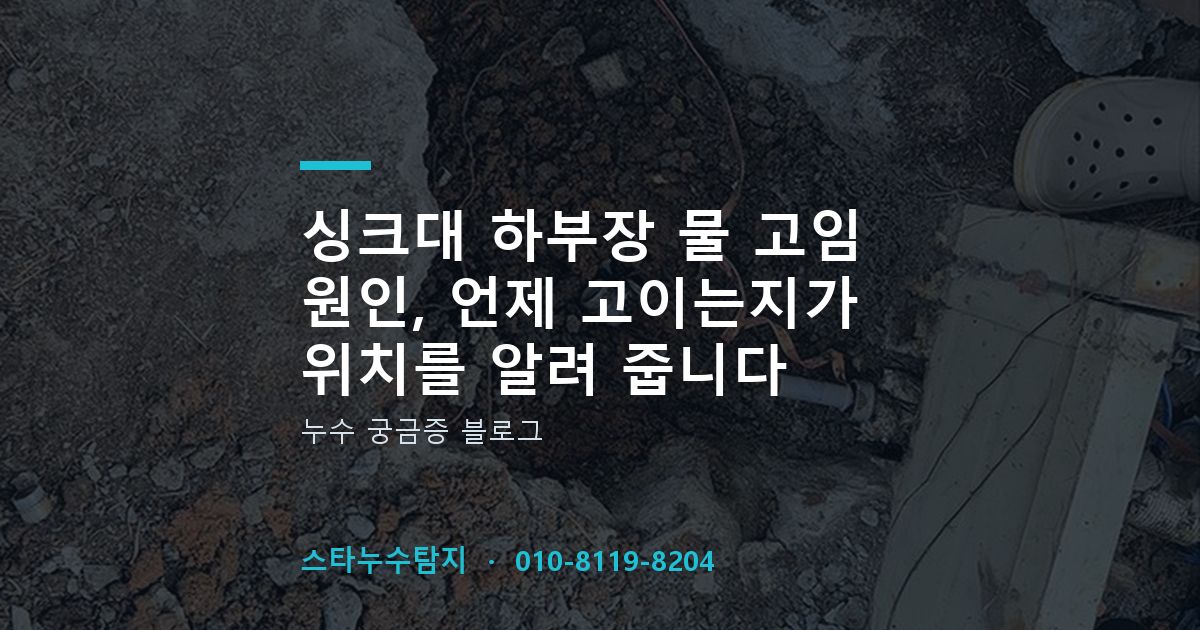 싱크대 하부장 물 고임
원인, 언제 고이는지가
위치를 알려 줍니다
누수 궁금증 블로그
스타누수탐지 · 010-8119-8204